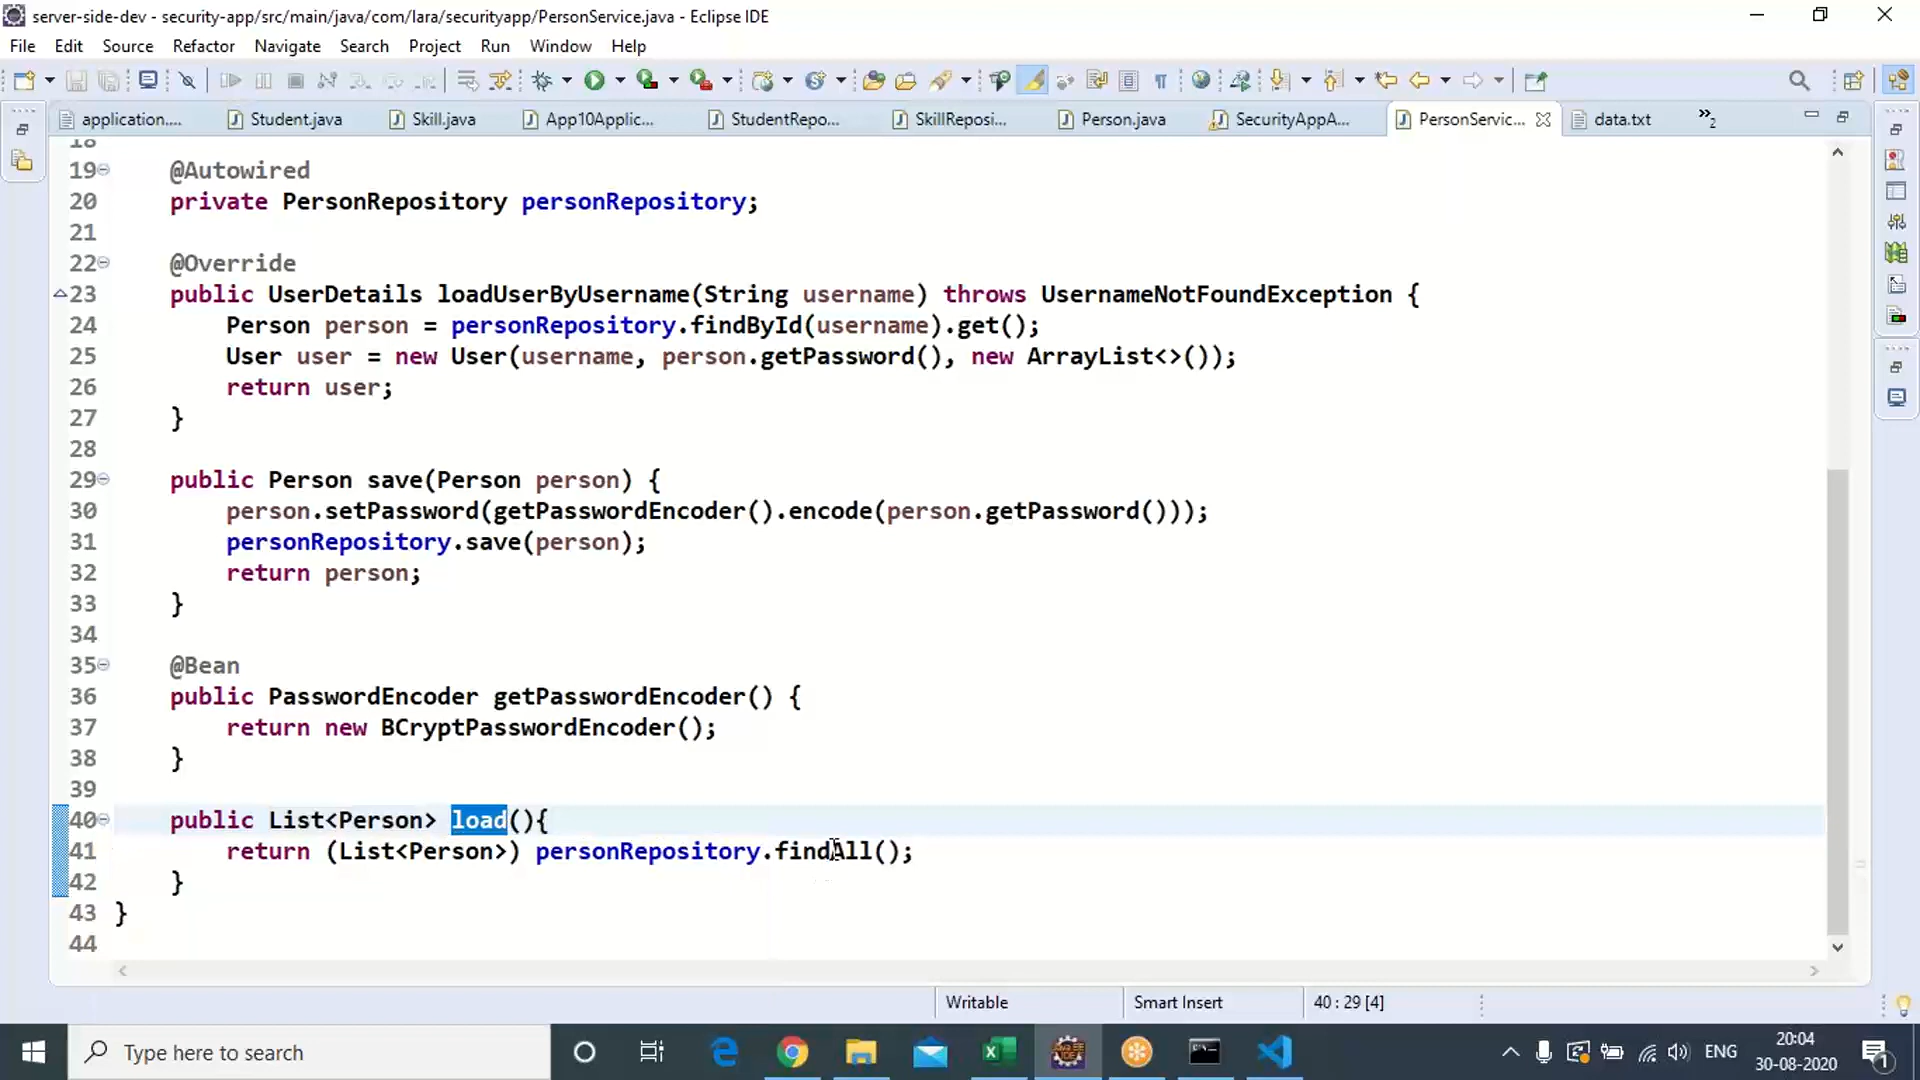 server-side-dev - security-app/src/main/java/com/lara/securityapp/PersonService.java - Eclipse IDE
File Edit Source Refactor Navigate Search Project Run Window Help
application.... Student.java Skill.java App10Applic... StudentRepo... SkillReposi... Person.java SecurityAppA... PersonServic... data.txt »2
18
19 @Autowired
20 private PersonRepository personRepository;
21
22 @Override
23 public UserDetails loadUserByUsername(String username) throws UsernameNotFoundException {
24 Person person = personRepository.findById(username).get();
25 User user = new User(username, person.getPassword(), new ArrayList<>());
26 return user;
27 }
28
29 public Person save(Person person) {
30 person.setPassword(getPasswordEncoder().encode(person.getPassword()));
31 personRepository.save(person);
32 return person;
33 }
34
35 @Bean
36 public PasswordEncoder getPasswordEncoder() {
37 return new BCryptPasswordEncoder();
38 }
39
40 public List<Person> load(){
41 return (List<Person>) personRepository.findAll();
42 }
43 }
44
Writable Smart Insert 40 : 29 [4]
Type here to search
ENG
20:04
30-08-2020
1